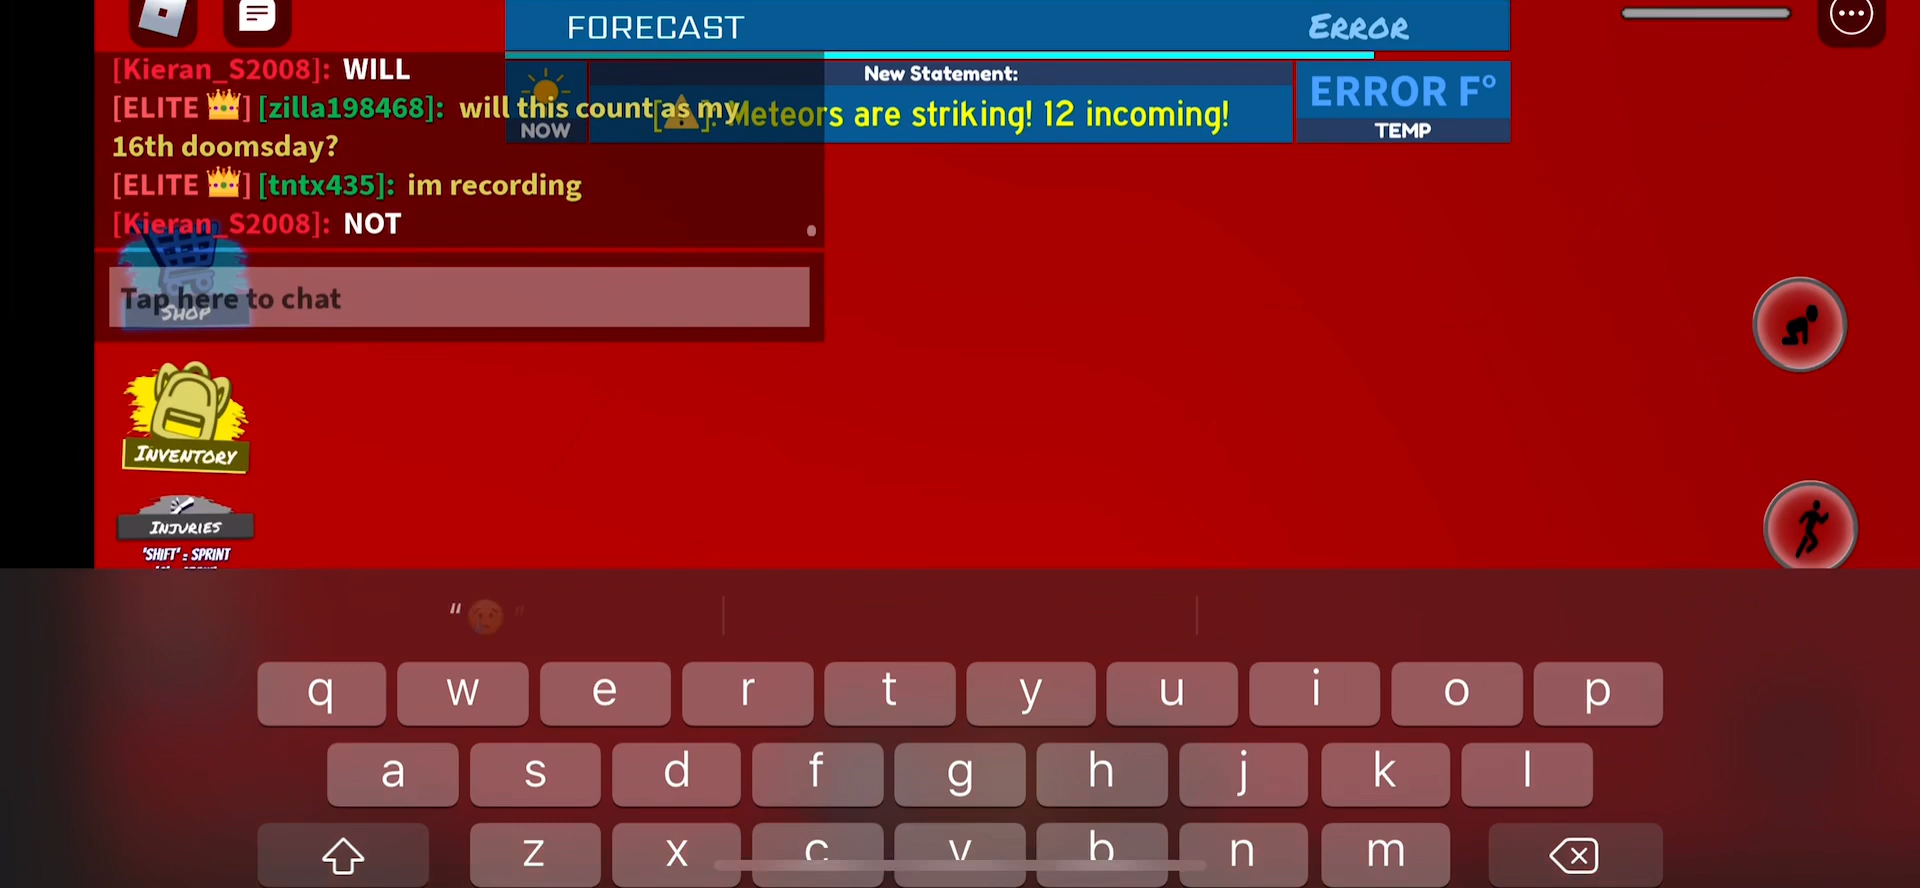 FORECAST
ERROR
[Kieran_S2008]: WILL
[ELITE 👑] [zilla198468]: will this count as my
16th doomsday?
[ELITE 👑] [tntx435]: im recording
[Kieran_S2008]: NOT
New Statement:
[⚠️]: Meteors are striking! 12 incoming!
NOW
ERROR F°
TEMP
Tap here to chat
SHOP
INVENTORY
INJURIES
'SHIFT' = SPRINT
" 😢 "
q w e r t y u i o p
a s d f g h j k l
z x c v b n m